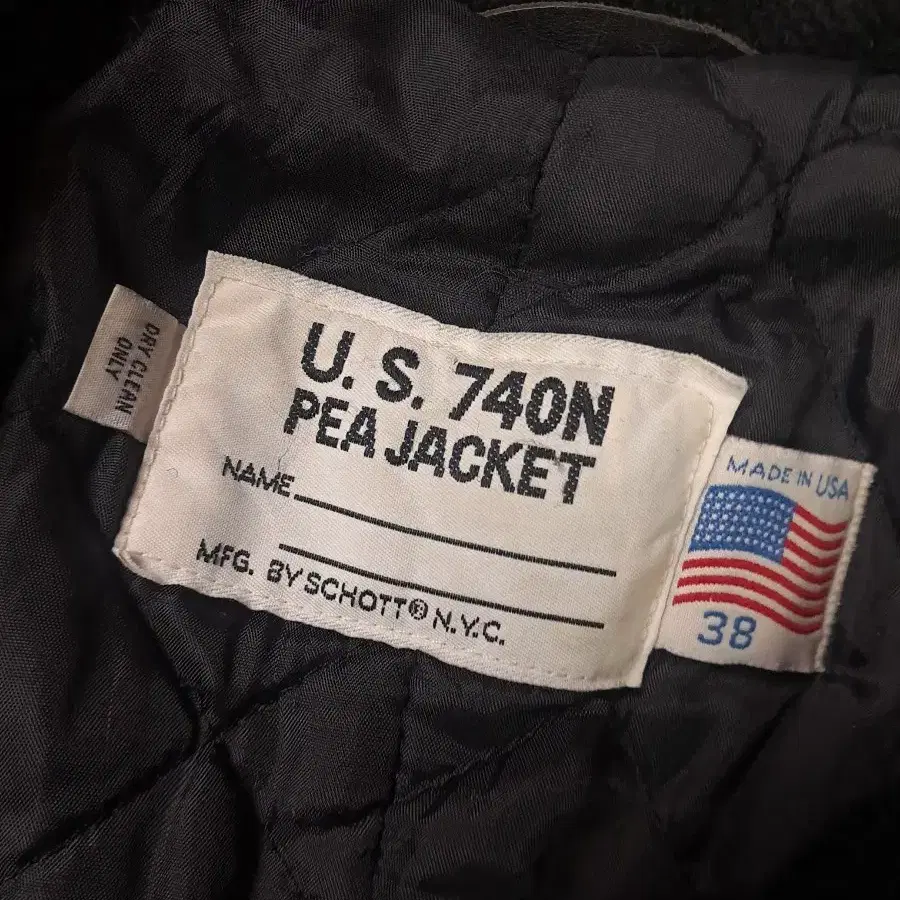 DRY CLEAN
ONLY
U. S. 740N
PEA JACKET
NAME
MFG. BY SCHOTT® N.Y.C.
MADE IN USA
38